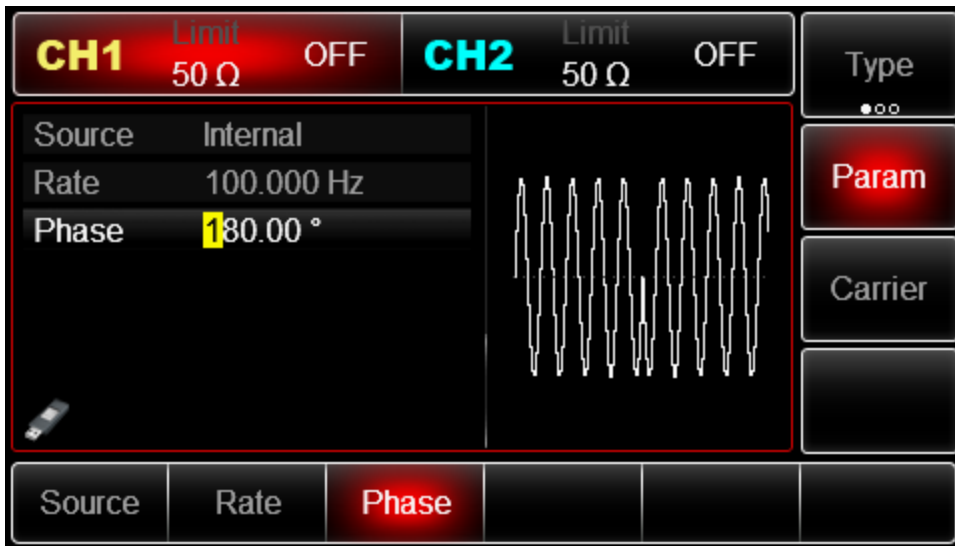 CH1 Limit 50 Ω OFF
CH2 Limit 50 Ω OFF
Type
Source Internal
Rate 100.000 Hz
Phase 180.00 °
Param
Carrier
Source Rate Phase